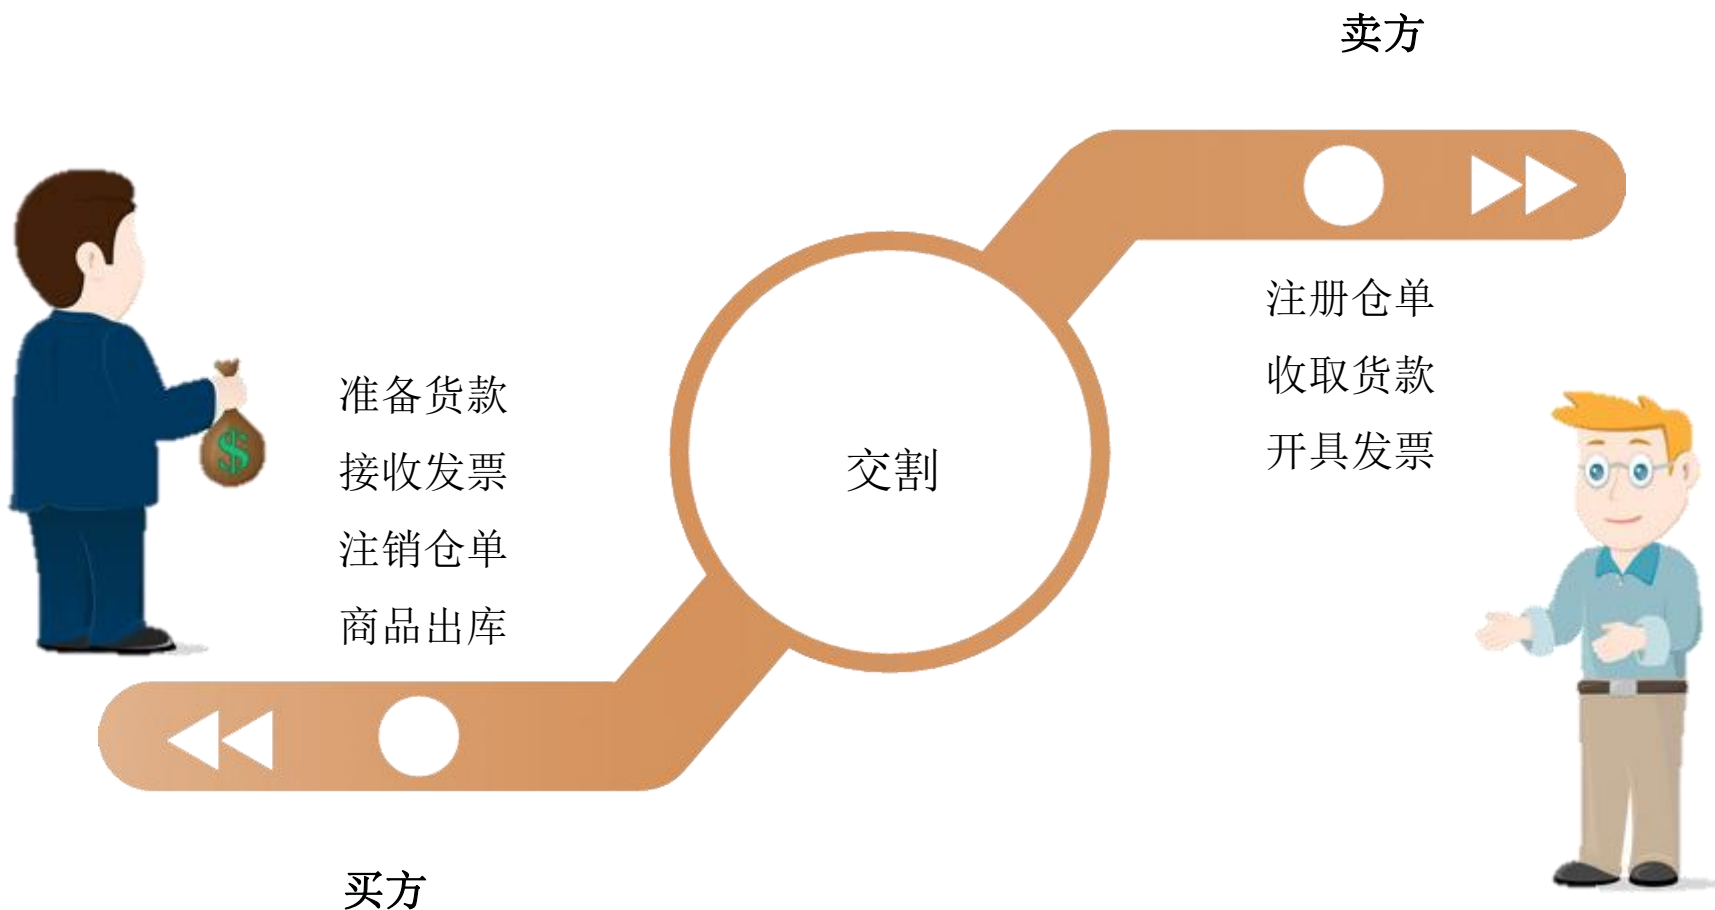 卖方
注册仓单
收取货款
开具发票
准备货款
接收发票
注销仓单
商品出库
交割
买方
$